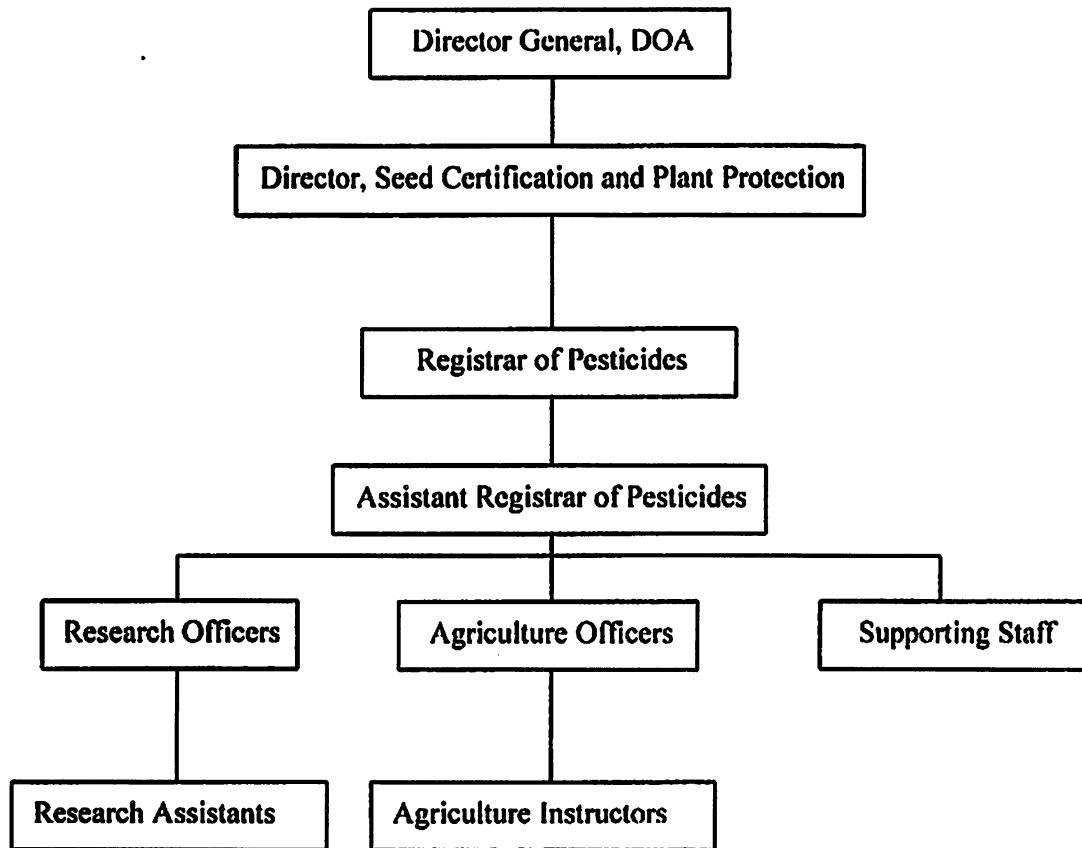 Director General, DOA
Director, Seed Certification and Plant Protection
Registrar of Pesticides
Assistant Registrar of Pesticides
Research Officers
Agriculture Officers
Supporting Staff
Research Assistants
Agriculture Instructors